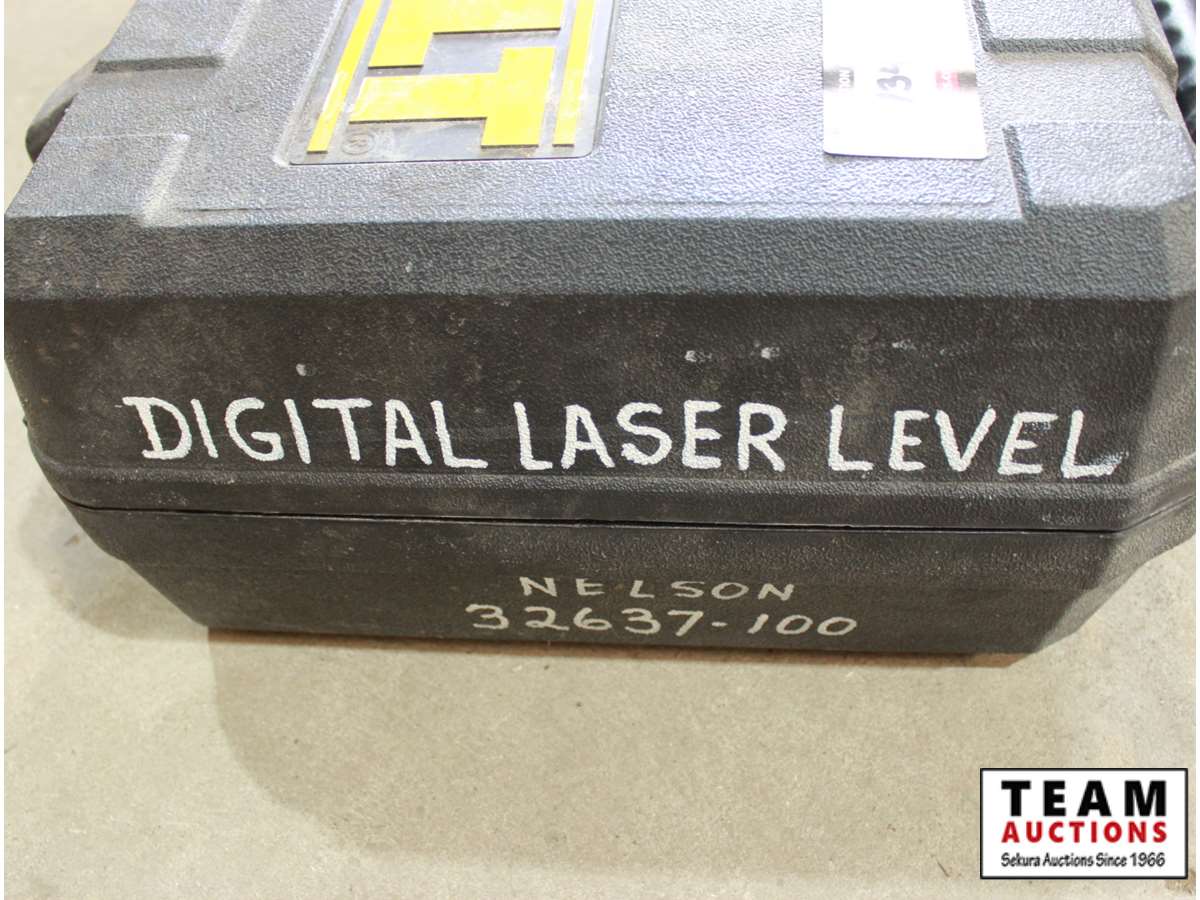 DIGITAL LASER LEVEL
NELSON
32637-100
TEAM
AUCTIONS
Sekura Auctions Since 1966